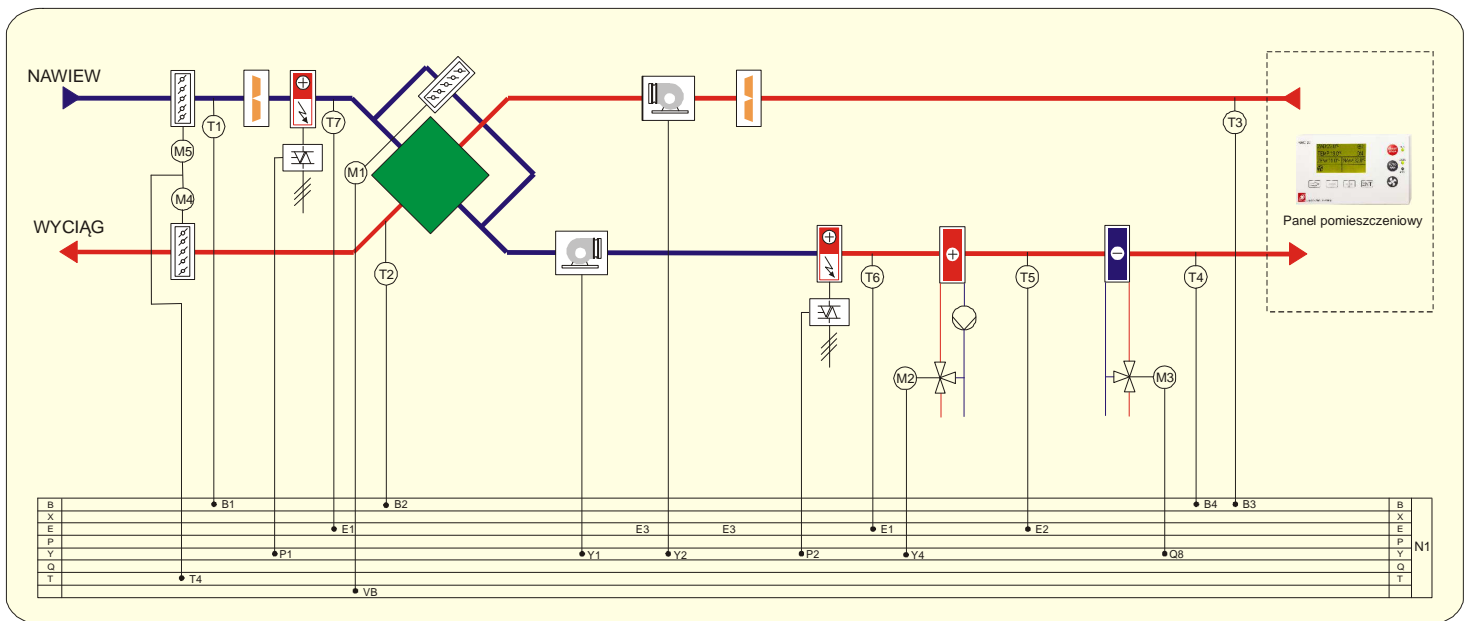 NAWIEW
T1
T7
T3
M5
M1
M4
WYCIĄG
T2
T6
T5
T4
M2
M3
Panel pomieszczeniowy
B B1 B2 B4 B3 B
X X
E E1 E3 E3 E1 E2 E
P P
Y P1 Y1 Y2 P2 Y4 Q8 Y
Q Q
T T4 T
VB
N1